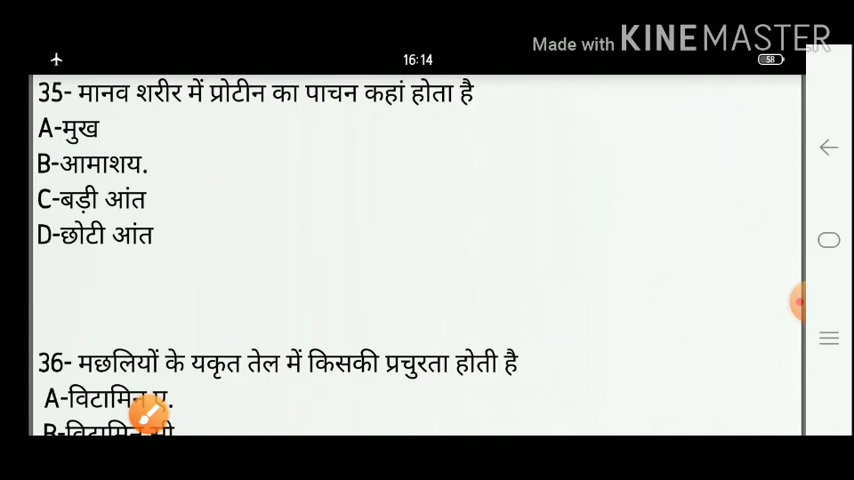 Made with KINEMASTER
16:14
58
35- मानव शरीर में प्रोटीन का पाचन कहां होता है
A-मुख
B-आमाशय.
C-बड़ी आंत
D-छोटी आंत
36- मछलियों के यकृत तेल में किसकी प्रचुरता होती है
A-विटामिन ए.
B-विटामिन सी